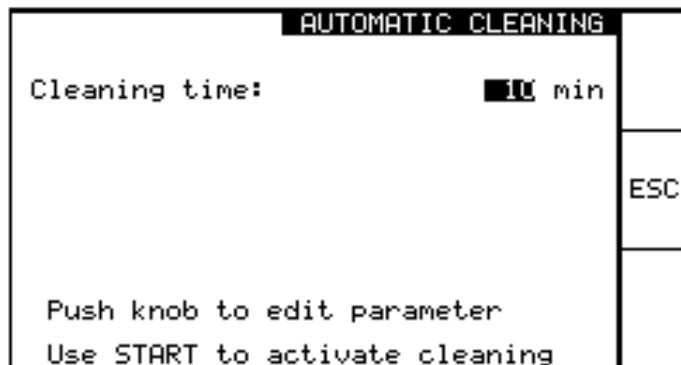 AUTOMATIC CLEANING
Cleaning time: 10 min
ESC
Push knob to edit parameter
Use START to activate cleaning